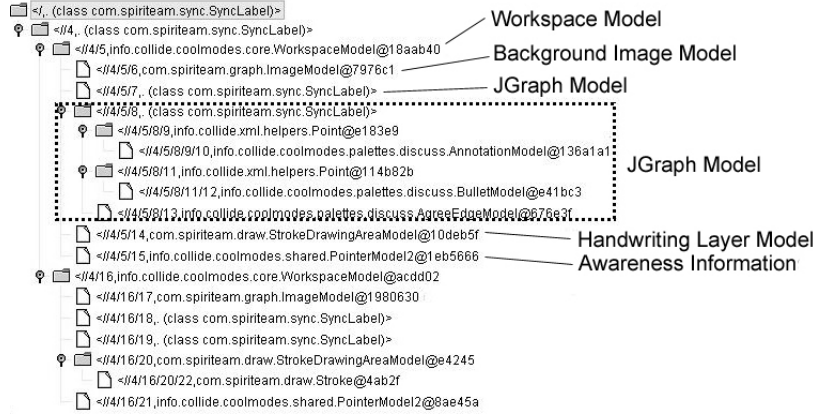 </,. (class com.spiriteam.sync.SyncLabel)>
<//4,. (class com.spiriteam.sync.SyncLabel)>
<//4/5,info.collide.coolmodes.core.WorkspaceModel@18aab40
Workspace Model
<//4/5/6,com.spiriteam.graph.ImageModel@7976c1
Background Image Model
<//4/5/7,. (class com.spiriteam.sync.SyncLabel)>
JGraph Model
<//4/5/8,. (class com.spiriteam.sync.SyncLabel)>
<//4/5/8/9,info.collide.xml.helpers.Point@e183e9
<//4/5/8/9/10,info.collide.coolmodes.palettes.discuss.AnnotationModel@136a1a1
JGraph Model
<//4/5/8/11,info.collide.xml.helpers.Point@114b82b
<//4/5/8/11/12,info.collide.coolmodes.palettes.discuss.BulletModel@e41bc3
<//4/5/8/13,info.collide.coolmodes.palettes.discuss.AgreeEdgeModel@676e3f
<//4/5/14,com.spiriteam.draw.StrokeDrawingAreaModel@10deb5f
Handwriting Layer Model
<//4/5/15,info.collide.coolmodes.shared.PointerModel2@1eb5666
Awareness Information
<//4/16,info.collide.coolmodes.core.WorkspaceModel@acdd02
<//4/16/17,com.spiriteam.graph.ImageModel@1980630
<//4/16/18,. (class com.spiriteam.sync.SyncLabel)>
<//4/16/19,. (class com.spiriteam.sync.SyncLabel)>
<//4/16/20,com.spiriteam.draw.StrokeDrawingAreaModel@e4245
<//4/16/20/22,com.spiriteam.draw.Stroke@4ab2f
<//4/16/21,info.collide.coolmodes.shared.PointerModel2@8ae45a